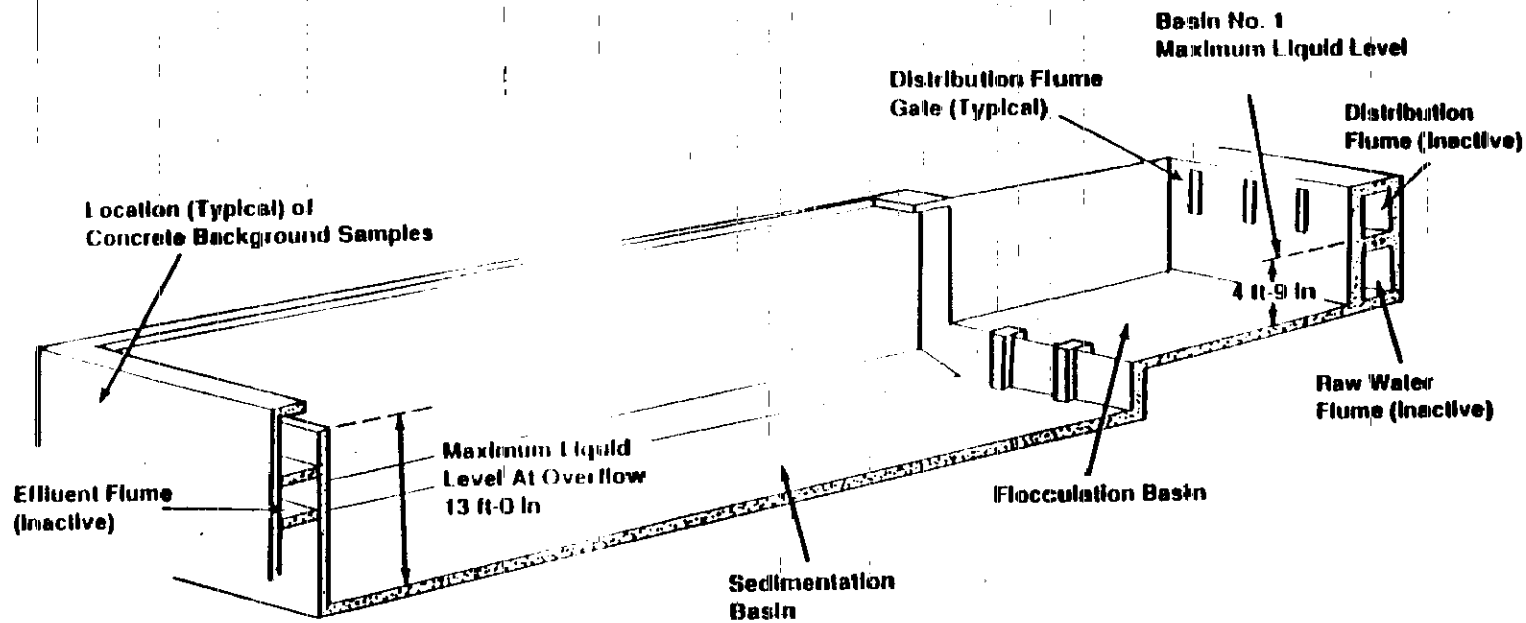 Basin No. 1
Maximum Liquid Level
Distribution Flume
Gate (Typical)
Distribution
Flume (Inactive)
Location (Typical) of
Concrete Background Samples
4 ft-9 in
Raw Water
Flume (Inactive)
Maximum Liquid
Level At Overflow
13 ft-0 in
Effluent Flume
(Inactive)
Flocculation Basin
Sedimentation
Basin